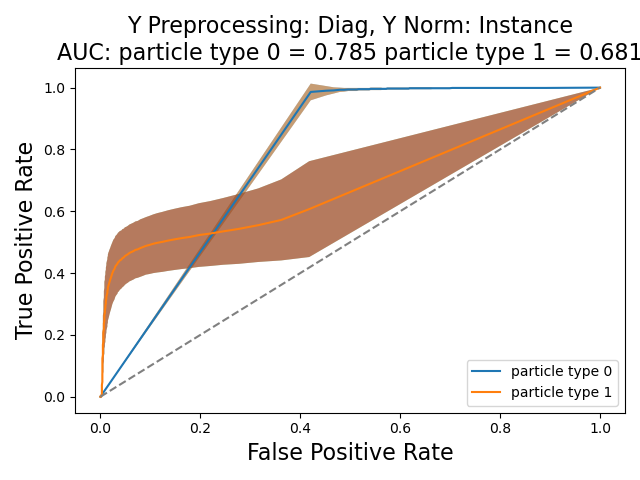 Y Preprocessing: Diag, Y Norm: Instance
AUC: particle type 0 = 0.785 particle type 1 = 0.681
True Positive Rate
1.0
0.8
0.6
0.4
0.2
0.0
0.0 0.2 0.4 0.6 0.8 1.0
False Positive Rate
particle type 0
particle type 1